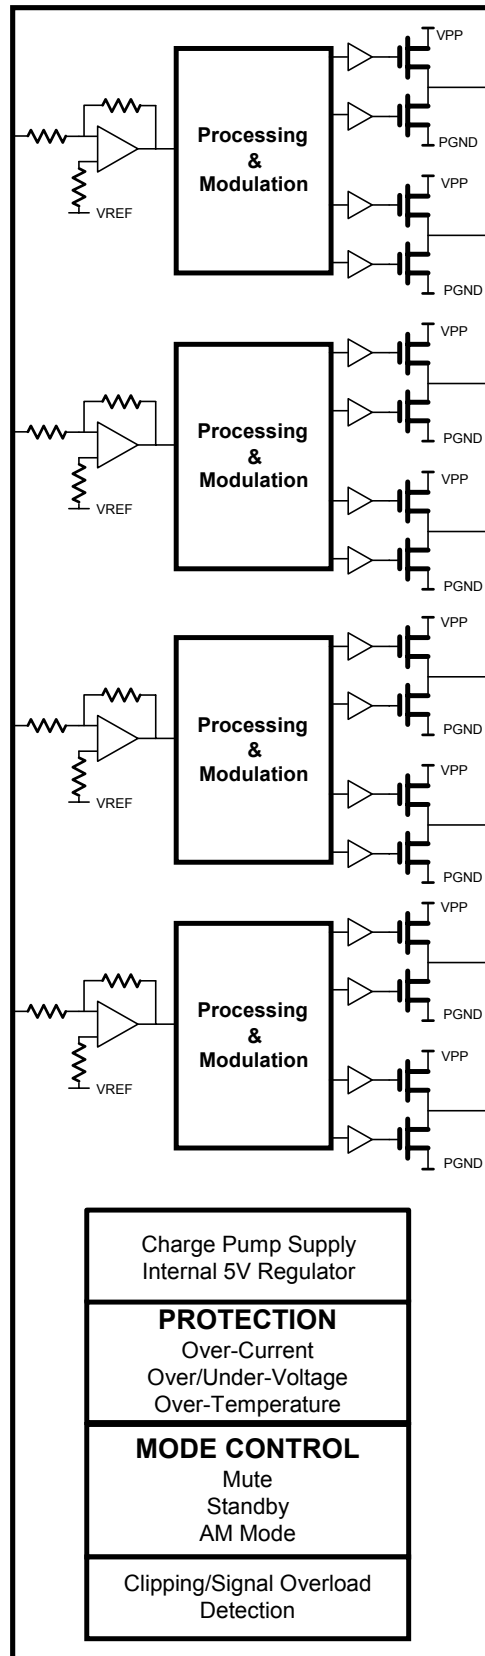 VPP
Processing
&
Modulation
PGND
VREF
VPP
PGND
VPP
Processing
&
Modulation
PGND
VREF
VPP
PGND
VPP
Processing
&
Modulation
PGND
VREF
VPP
PGND
VPP
Processing
&
Modulation
PGND
VREF
VPP
PGND
Charge Pump Supply
Internal 5V Regulator
PROTECTION
Over-Current
Over/Under-Voltage
Over-Temperature
MODE CONTROL
Mute
Standby
AM Mode
Clipping/Signal Overload
Detection